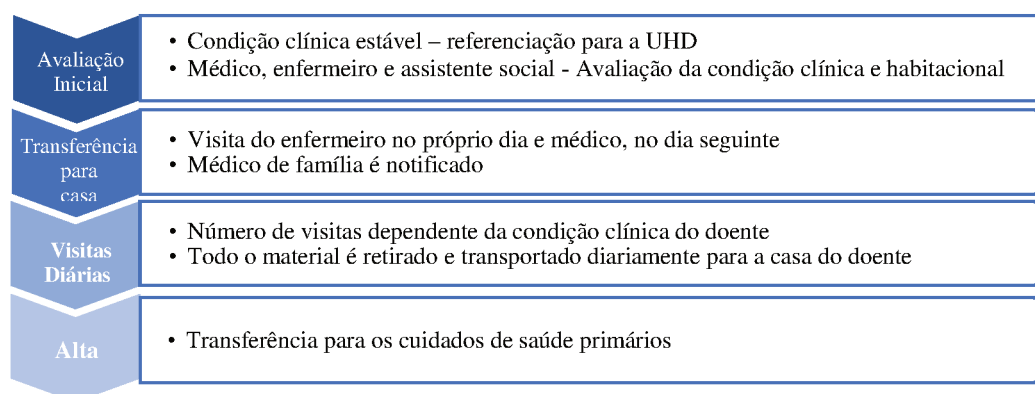 Avaliação
Inicial
• Condição clínica estável – referenciação para a UHD
• Médico, enfermeiro e assistente social - Avaliação da condição clínica e habitacional
Transferência
para
casa
• Visita do enfermeiro no próprio dia e médico, no dia seguinte
• Médico de família é notificado
Visitas
Diárias
• Número de visitas dependente da condição clínica do doente
• Todo o material é retirado e transportado diariamente para a casa do doente
Alta
• Transferência para os cuidados de saúde primários